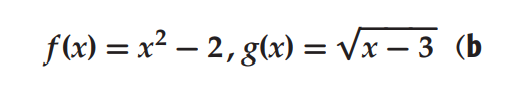 f(x) = x² − 2, g(x) = √x − 3 (b